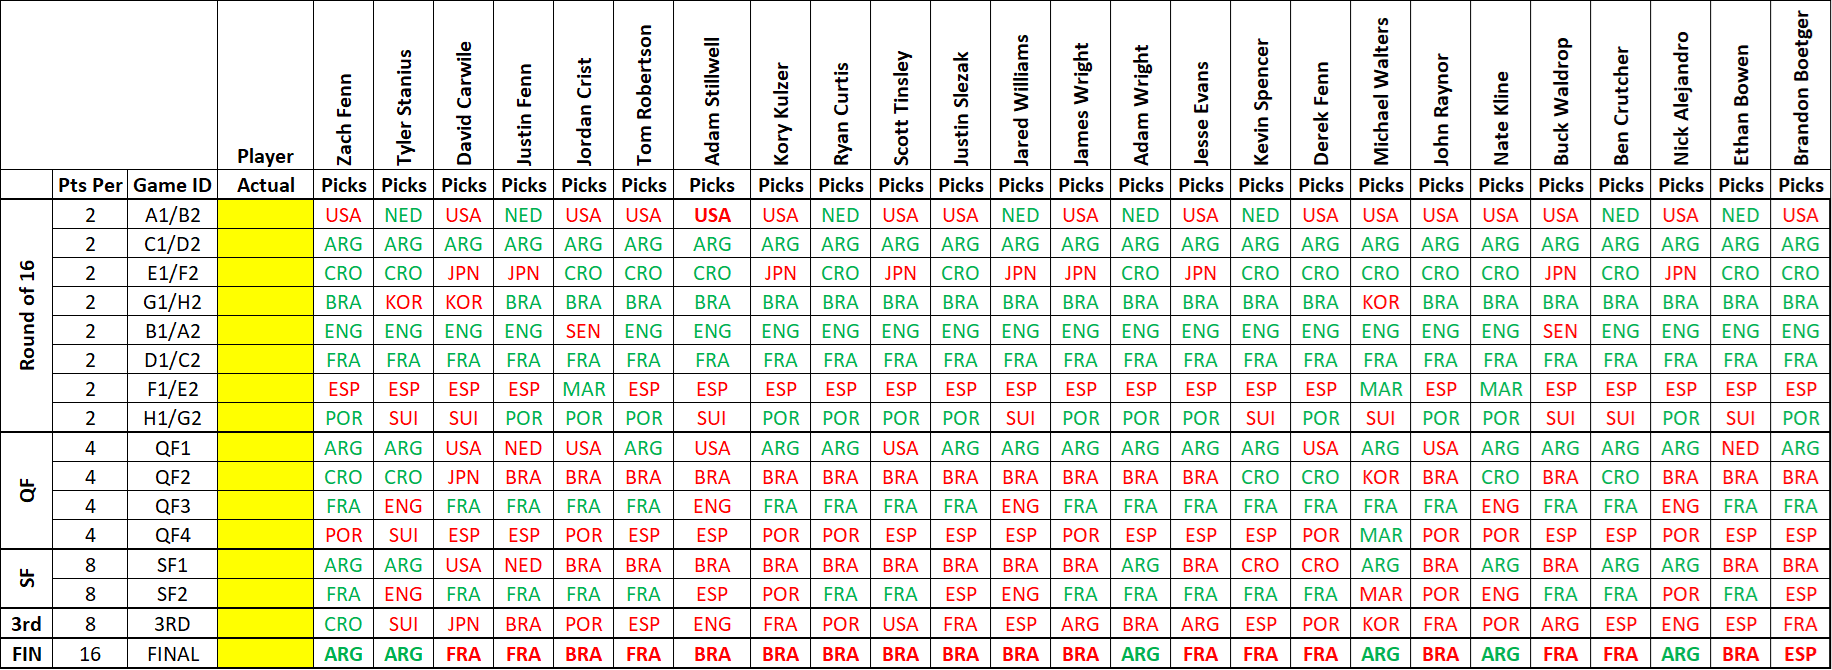 Player Zach Fenn Tyler Stanius David Carwile Justin Fenn Jordan Crist Tom Robertson Adam Stillwell Kory Kulzer Ryan Curtis Scott Tinsley Justin Slezak Jared Williams James Wright Adam Wright Jesse Evans Kevin Spencer Derek Fenn Michael Walters John Raynor Nate Kline Buck Waldrop Ben Crutcher Nick Alejandro Ethan Bowen Brandon Boetger
Pts Per Game ID Actual Picks Picks Picks Picks Picks Picks Picks Picks Picks Picks Picks Picks Picks Picks Picks Picks Picks Picks Picks Picks Picks Picks Picks Picks Picks
Round of 16
2 A1/B2 USA NED USA NED USA USA USA USA NED USA USA NED USA NED USA NED USA USA USA USA USA NED USA NED USA
2 C1/D2 ARG ARG ARG ARG ARG ARG ARG ARG ARG ARG ARG ARG ARG ARG ARG ARG ARG ARG ARG ARG ARG ARG ARG ARG ARG
2 E1/F2 CRO CRO JPN JPN CRO CRO CRO JPN CRO JPN CRO JPN JPN CRO JPN CRO CRO CRO CRO CRO JPN CRO JPN CRO CRO
2 G1/H2 BRA KOR KOR BRA BRA BRA BRA BRA BRA BRA BRA BRA BRA BRA BRA BRA BRA KOR BRA BRA BRA BRA BRA BRA BRA
2 B1/A2 ENG ENG ENG ENG SEN ENG ENG ENG ENG ENG ENG ENG ENG ENG ENG ENG ENG ENG ENG ENG SEN ENG ENG ENG ENG
2 D1/C2 FRA FRA FRA FRA FRA FRA FRA FRA FRA FRA FRA FRA FRA FRA FRA FRA FRA FRA FRA FRA FRA FRA FRA FRA FRA
2 F1/E2 ESP ESP ESP ESP MAR ESP ESP ESP ESP ESP ESP ESP ESP ESP ESP ESP ESP MAR ESP MAR ESP ESP ESP ESP ESP
2 H1/G2 POR SUI SUI POR POR POR SUI POR POR POR POR SUI POR POR POR SUI POR SUI POR POR SUI SUI POR SUI POR
QF
4 QF1 ARG ARG USA NED USA ARG USA ARG ARG USA ARG ARG ARG ARG ARG ARG USA ARG USA ARG ARG ARG ARG NED ARG
4 QF2 CRO CRO JPN BRA BRA BRA BRA BRA BRA BRA BRA BRA BRA BRA BRA CRO CRO KOR BRA CRO BRA CRO BRA BRA BRA
4 QF3 FRA ENG FRA FRA FRA FRA ENG FRA FRA FRA FRA ENG FRA FRA FRA FRA FRA FRA FRA ENG FRA FRA ENG FRA FRA
4 QF4 POR SUI ESP ESP POR ESP ESP POR POR ESP ESP ESP POR ESP ESP ESP POR MAR POR POR ESP ESP POR ESP ESP
SF
8 SF1 ARG ARG USA NED BRA BRA BRA BRA BRA BRA BRA BRA BRA ARG BRA CRO CRO ARG BRA ARG BRA ARG ARG BRA BRA
8 SF2 FRA ENG FRA FRA FRA FRA ESP POR FRA FRA ESP ENG FRA FRA FRA FRA FRA MAR POR ENG FRA FRA POR FRA ESP
3rd 8 3RD CRO SUI JPN BRA POR ESP ENG FRA POR USA FRA ESP ARG BRA ARG ESP POR KOR FRA POR ARG ESP ENG ESP FRA
FIN 16 FINAL ARG ARG FRA FRA BRA FRA BRA BRA BRA BRA BRA BRA BRA ARG FRA FRA FRA ARG BRA ARG FRA FRA ARG BRA ESP